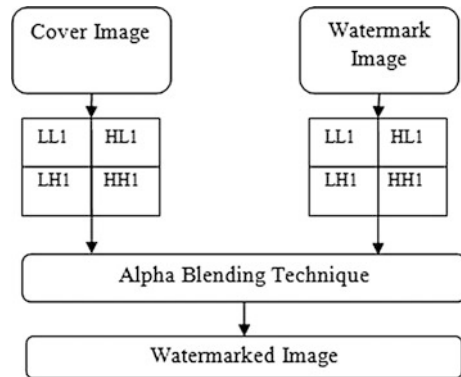 Cover Image
Watermark
Image
LL1 HL1
LH1 HH1
LL1 HL1
LH1 HH1
Alpha Blending Technique
Watermarked Image